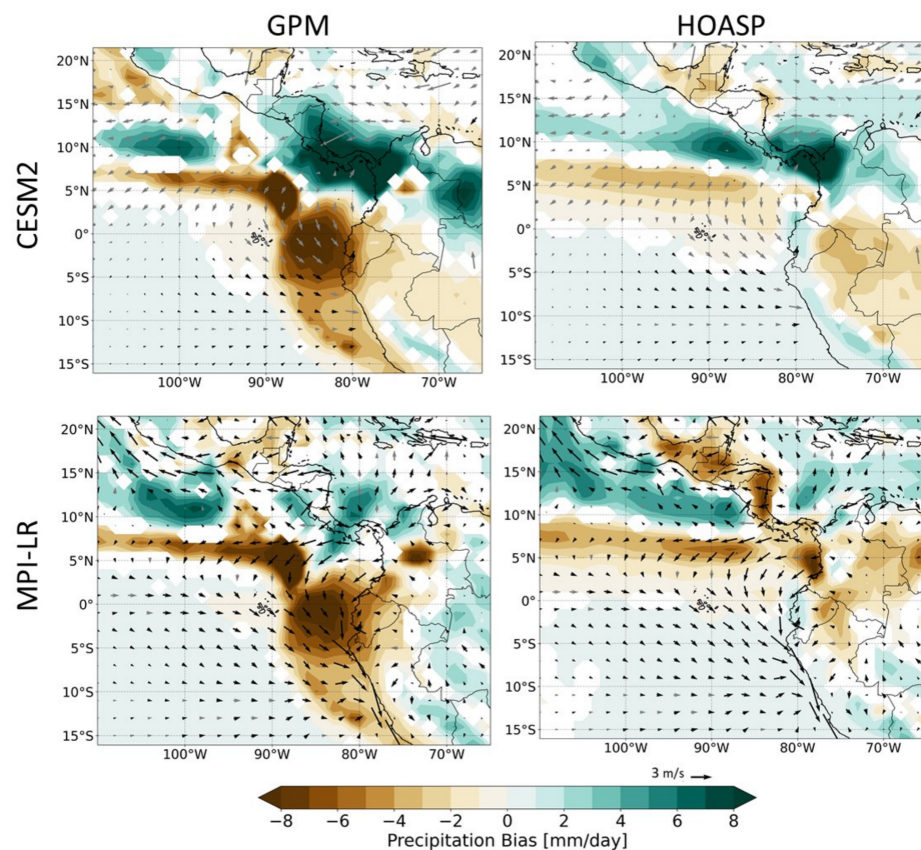 GPM HOASP
CESM2
20°N 20°N
15°N 15°N
10°N 10°N
5°N 5°N
0° 0°
5°S 5°S
10°S 10°S
15°S 15°S
100°W 90°W 80°W 70°W 100°W 90°W 80°W 70°W
MPI-LR
20°N 20°N
15°N 15°N
10°N 10°N
5°N 5°N
0° 0°
5°S 5°S
10°S 10°S
15°S 15°S
100°W 90°W 80°W 70°W 100°W 90°W 80°W 70°W
3 m/s
−8 −6 −4 −2 0 2 4 6 8
Precipitation Bias [mm/day]